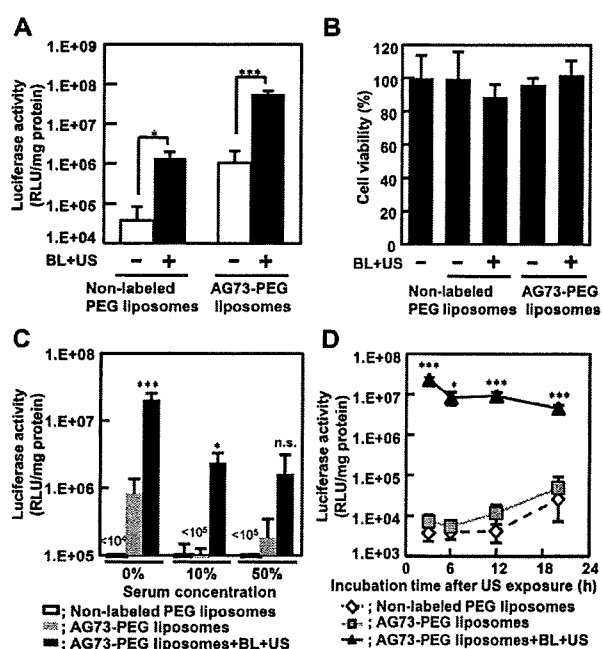 A
Luciferase activity
(RLU/mg protein)
1.E+09
1.E+08
1.E+07
1.E+06
1.E+05
1.E+04
*
***
BL+US
− + − +
Non-labeled
PEG liposomes
AG73-PEG
liposomes
B
Cell viability (%)
120
100
80
60
40
20
0
BL+US
− − + − +
Non-labeled
PEG liposomes
AG73-PEG
liposomes
C
Luciferase activity
(RLU/mg protein)
1.E+08
1.E+07
1.E+06
1.E+05
***
*
n.s.
<10⁵
<10⁵
<10⁵
0% 10% 50%
Serum concentration
; Non-labeled PEG liposomes
; AG73-PEG liposomes
; AG73-PEG liposomes+BL+US
D
Luciferase activity
(RLU/mg protein)
1.E+08
1.E+07
1.E+06
1.E+05
1.E+04
1.E+03
*** * *** ***
0 6 12 18 24
Incubation time after US exposure (h)
; Non-labeled PEG liposomes
; AG73-PEG liposomes
; AG73-PEG liposomes+BL+US